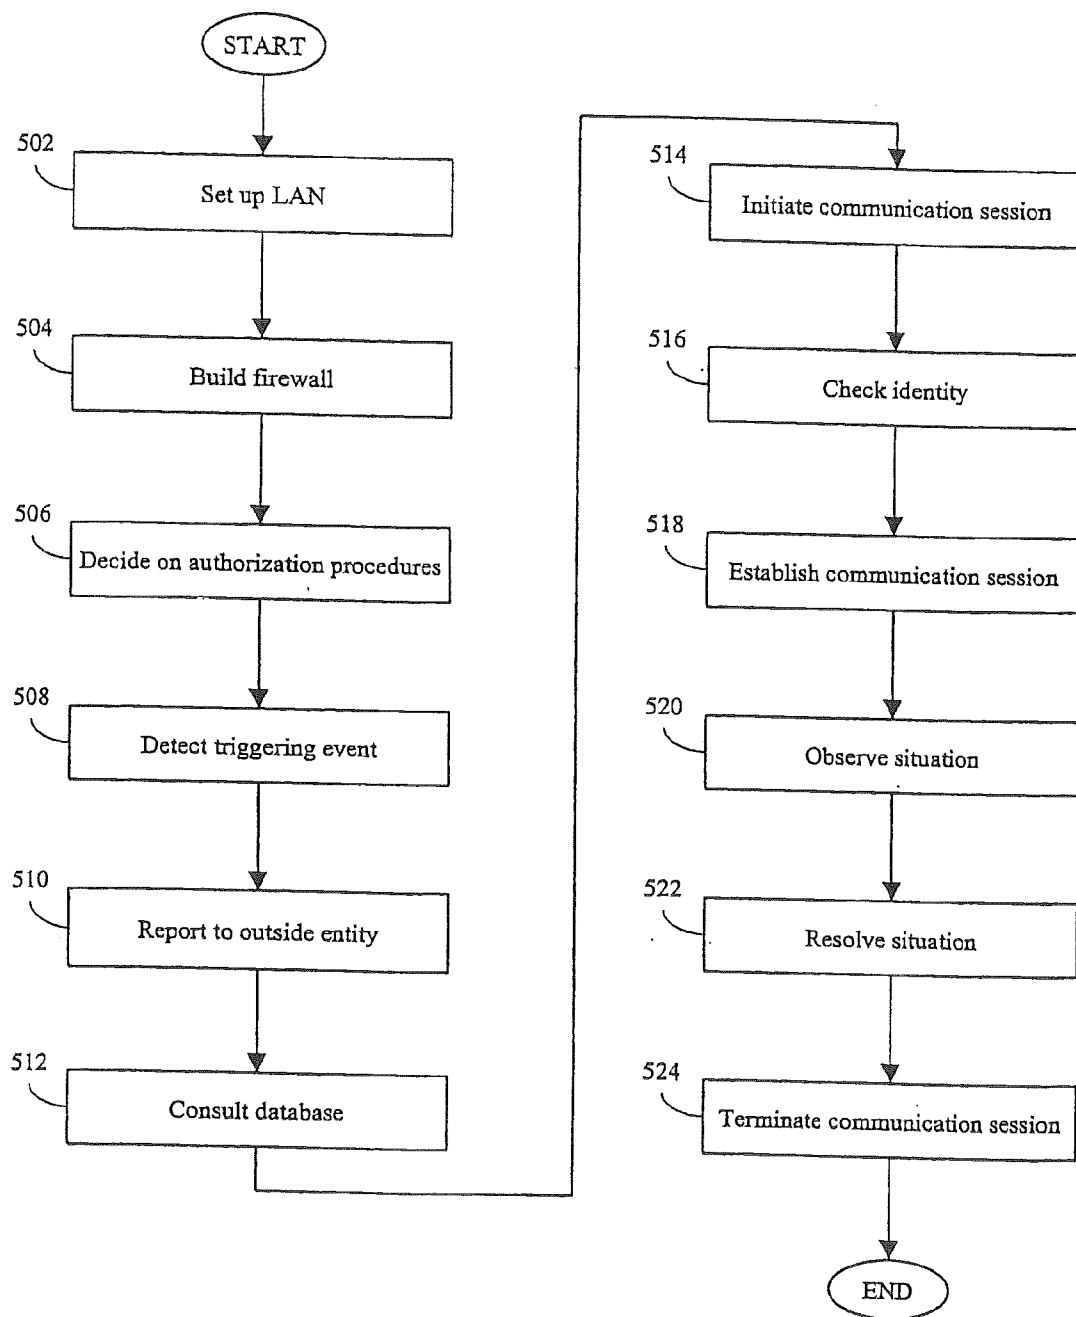 START
502
Set up LAN
504
Build firewall
506
Decide on authorization procedures
508
Detect triggering event
510
Report to outside entity
512
Consult database
514
Initiate communication session
516
Check identity
518
Establish communication session
520
Observe situation
522
Resolve situation
524
Terminate communication session
END